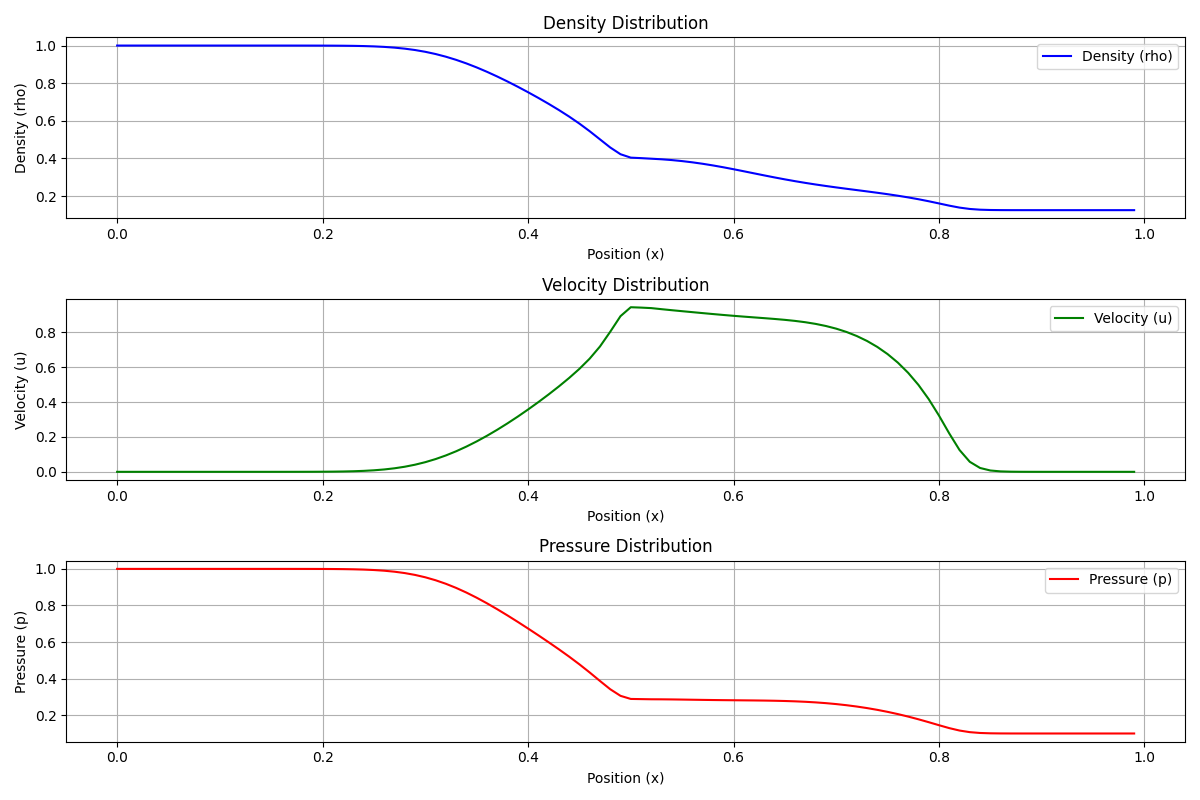 Density Distribution
1.0
0.8
0.6
0.4
0.2
Density (rho)
Density (rho)
0.0 0.2 0.4 0.6 0.8 1.0
Position (x)
Velocity Distribution
0.8
0.6
0.4
0.2
0.0
Velocity (u)
Velocity (u)
0.0 0.2 0.4 0.6 0.8 1.0
Position (x)
Pressure Distribution
1.0
0.8
0.6
0.4
0.2
Pressure (p)
Pressure (p)
0.0 0.2 0.4 0.6 0.8 1.0
Position (x)